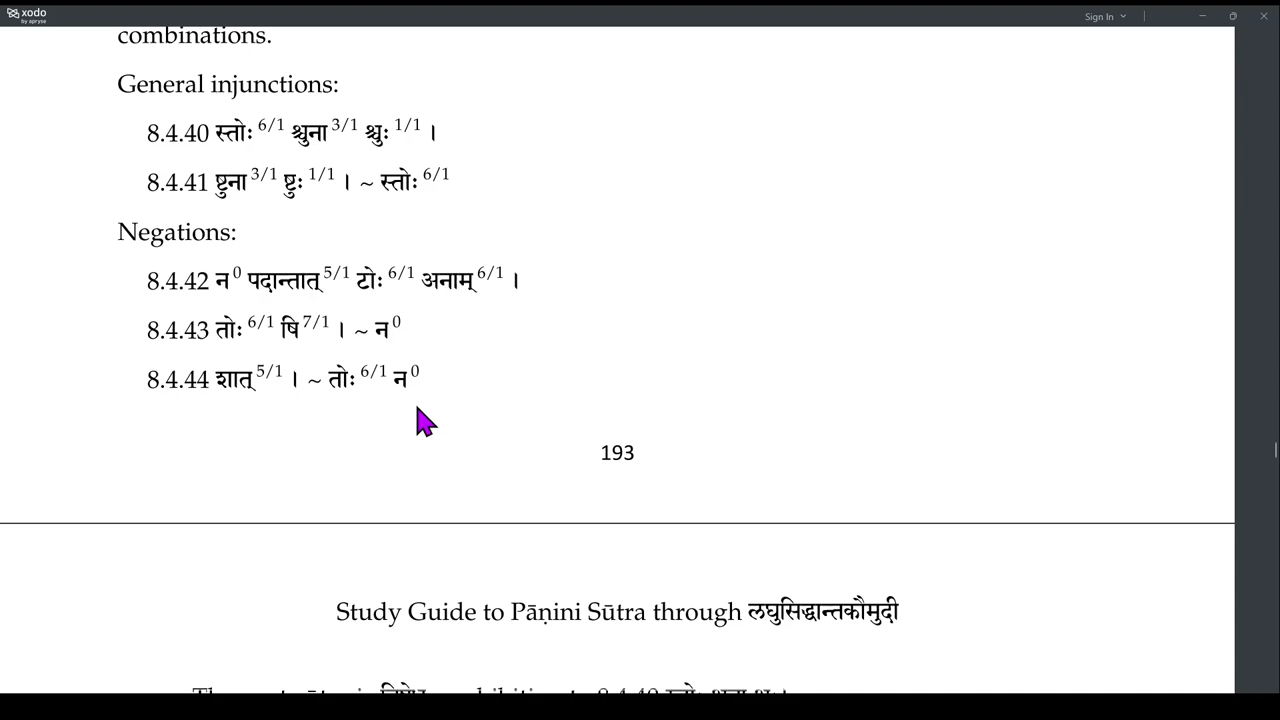 xodo
by apryse
Sign In
combinations.
General injunctions:
8.4.40 स्तोः 6/1 श्चुना 3/1 श्चुः 1/1 ।
8.4.41 ष्टुना 3/1 ष्टुः 1/1 । ~ स्तोः 6/1
Negations:
8.4.42 न 0 पदान्तात् 5/1 टोः 6/1 अनाम् 6/1 ।
8.4.43 तोः 6/1 षि 7/1 । ~ न 0
8.4.44 शात् 5/1 । ~ तोः 6/1 न 0
193
Study Guide to Pāṇini Sūtra through लघुसिद्धान्तकौमुदी